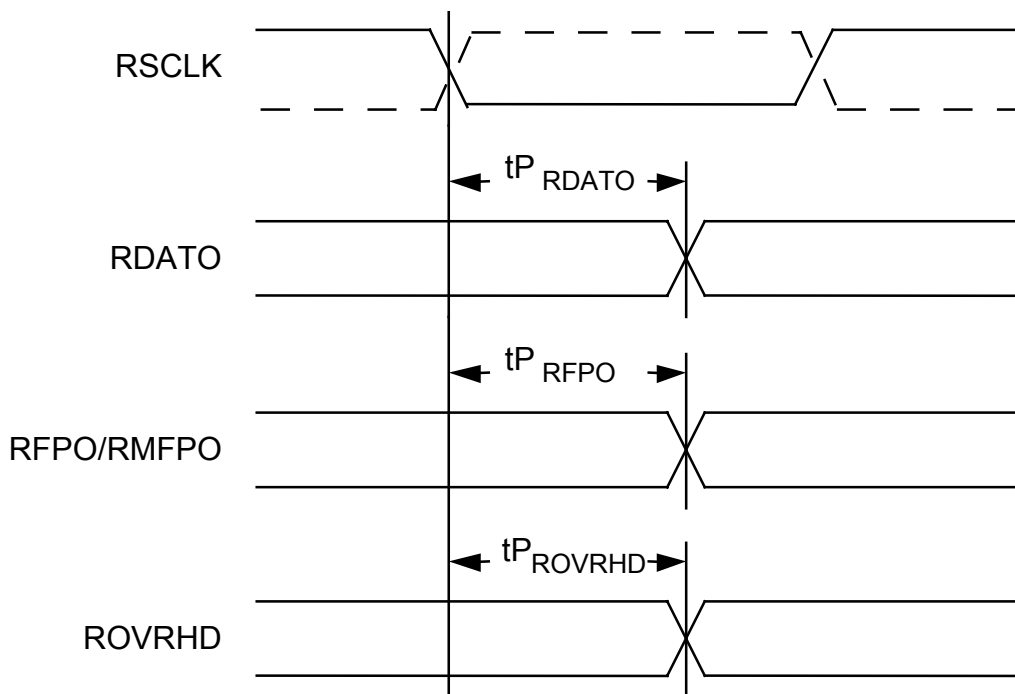 RSCLK
tP RDATO
RDATO
tP RFPO
RFPO/RMFPO
tP ROVRHD
ROVRHD